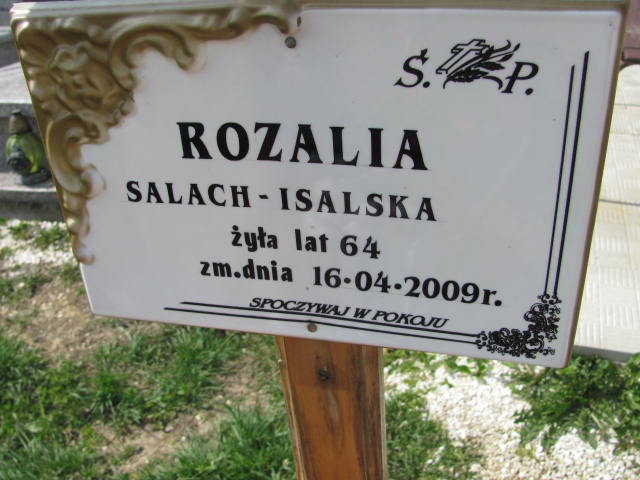 Ś. P.
ROZALIA
SALACH - ISALSKA
żyła lat 64
zm.dnia 16·04·2009r.
SPOCZYWAJ W POKOJU